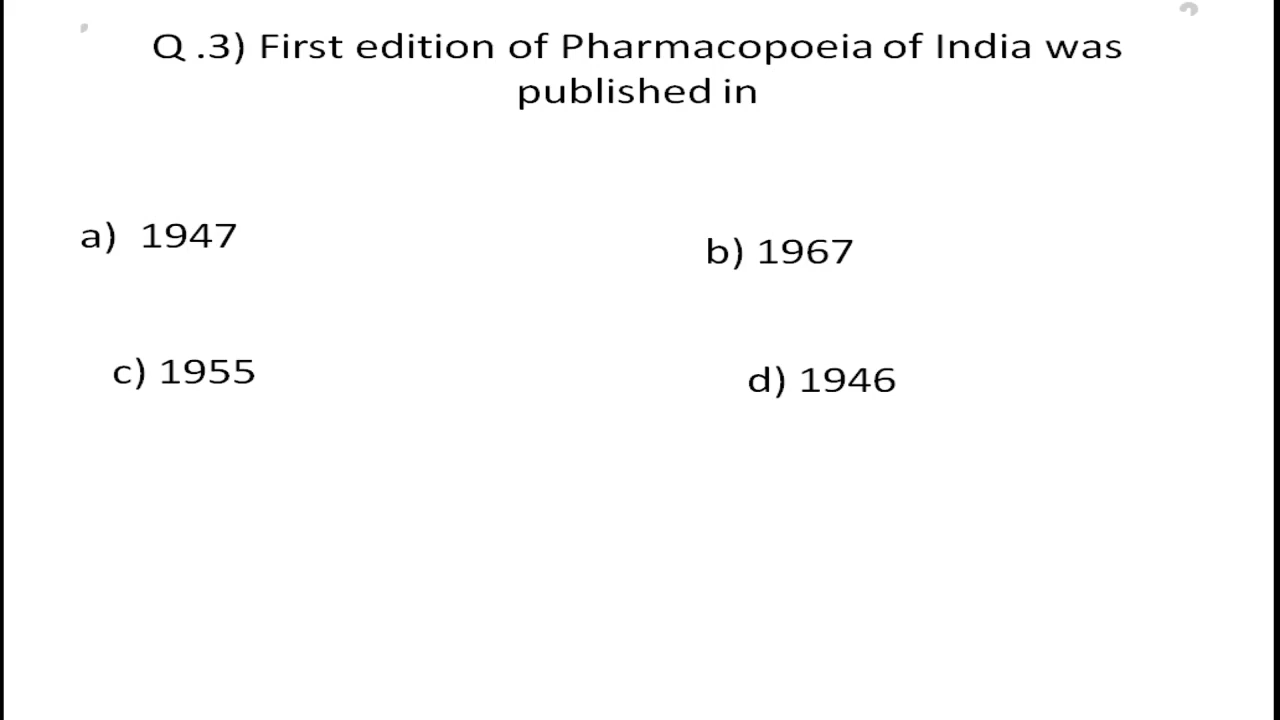 Q .3) First edition of Pharmacopoeia of India was
published in
a) 1947
b) 1967
c) 1955
d) 1946